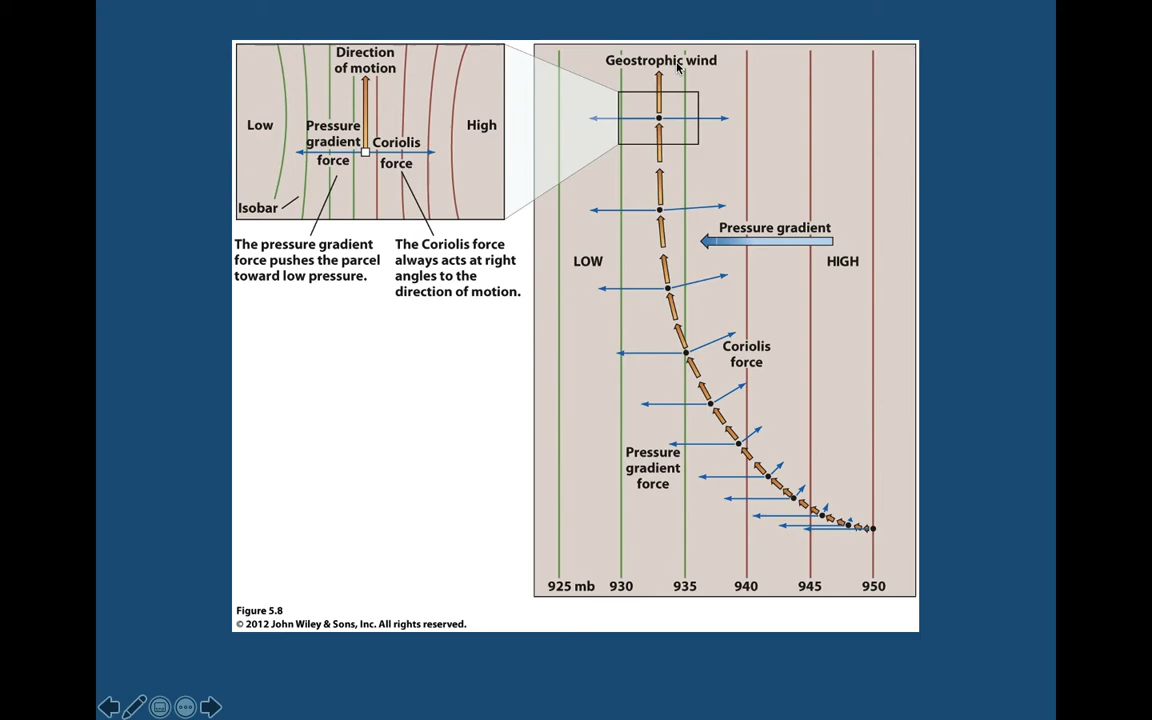 Direction
of motion
Low
Pressure
gradient
force
Coriolis
force
High
Isobar
The pressure gradient
force pushes the parcel
toward low pressure.
The Coriolis force
always acts at right
angles to the
direction of motion.
Geostrophic wind
Pressure gradient
LOW
HIGH
Coriolis
force
Pressure
gradient
force
925 mb 930 935 940 945 950
Figure 5.8
© 2012 John Wiley & Sons, Inc. All rights reserved.